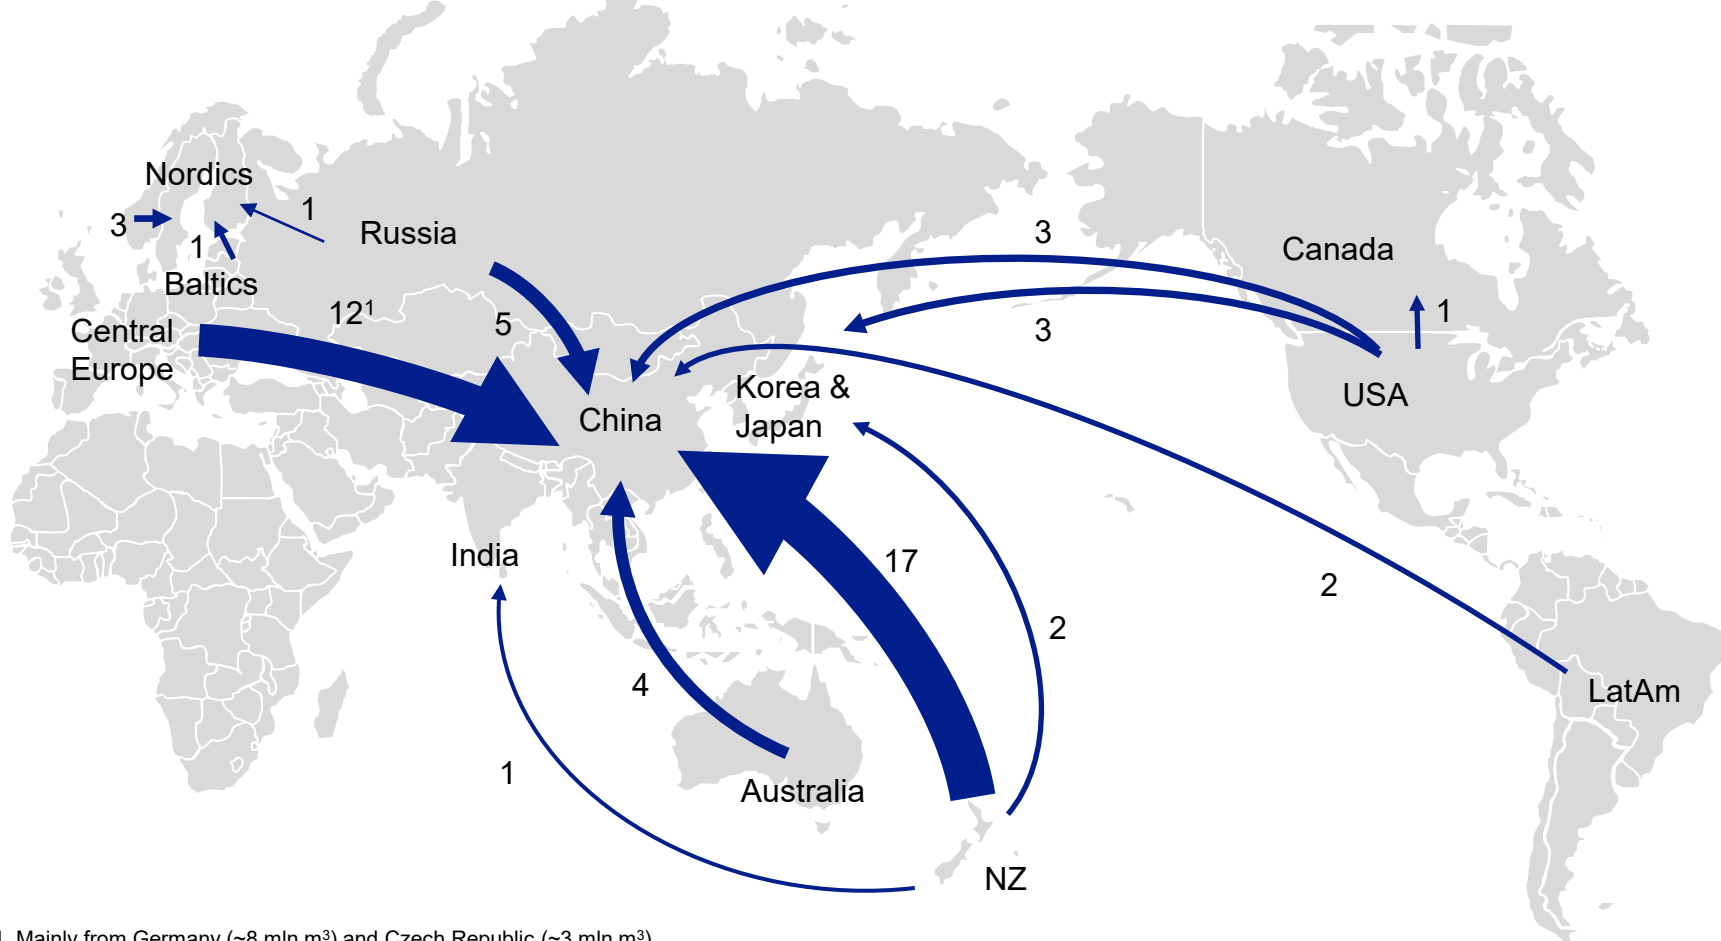 Nordics
3
1
1
Russia
Baltics
12¹
Central
Europe
5
China
3
3
Canada
1
USA
Korea &
Japan
India
17
2
2
4
1
Australia
LatAm
NZ
Mainly from Germany (~8 mln m³) and Czech Republic (~3 mln m³)